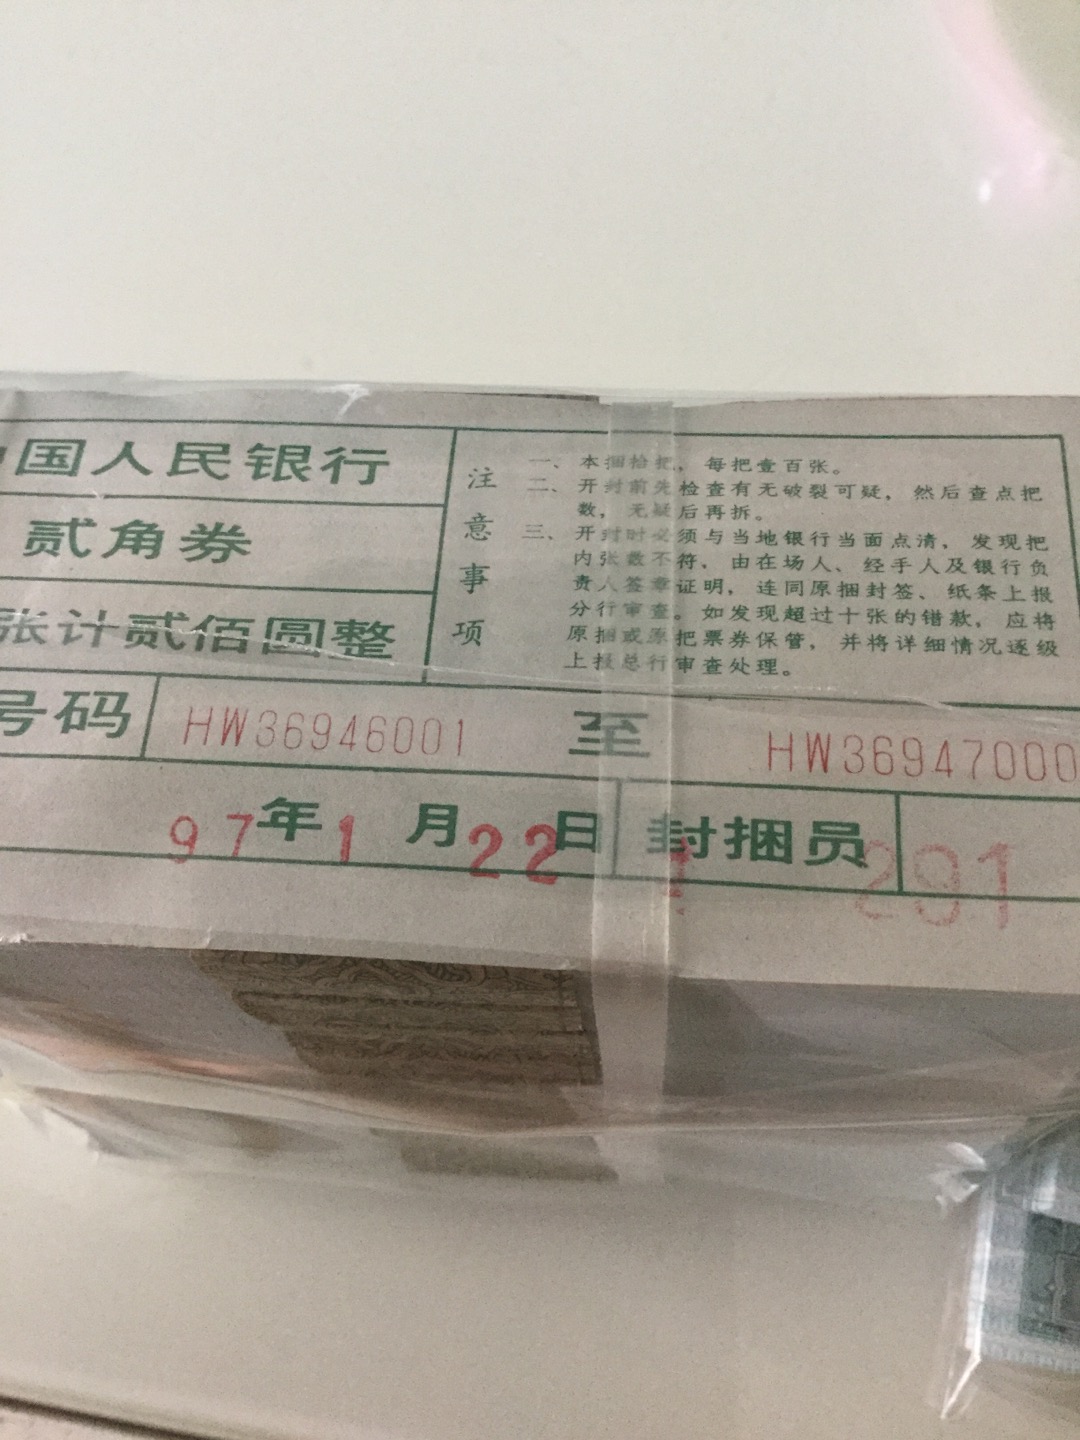 国人民银行
贰角券
张计贰佰圆整
号码 HW36946001 至 HW36947000
97年1月22日 封捆员 291
注意事项
一、本捆拾把，每把壹百张。
二、开封前先检查有无破裂可疑，然后查点把
数，无疑后再拆。
三、开封时必须与当地银行当面点清，发现把
内张数不符，由在场人、经手人及银行负
责人签章证明，连同原捆封签、纸条上报
分行审查。如发现超过十张的错款，应将
原捆或原把票券保管，并将详细情况逐级
上报总行审查处理。